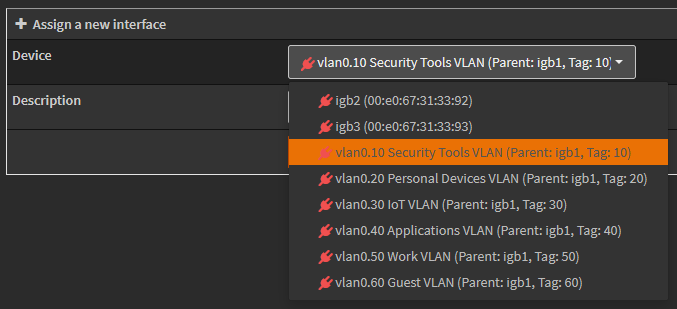 Assign a new interface
Device
vlan0.10 Security Tools VLAN (Parent: igb1, Tag: 10)
Description
igb2 (00:e0:67:31:33:92)
igb3 (00:e0:67:31:33:93)
vlan0.10 Security Tools VLAN (Parent: igb1, Tag: 10)
vlan0.20 Personal Devices VLAN (Parent: igb1, Tag: 20)
vlan0.30 IoT VLAN (Parent: igb1, Tag: 30)
vlan0.40 Applications VLAN (Parent: igb1, Tag: 40)
vlan0.50 Work VLAN (Parent: igb1, Tag: 50)
vlan0.60 Guest VLAN (Parent: igb1, Tag: 60)